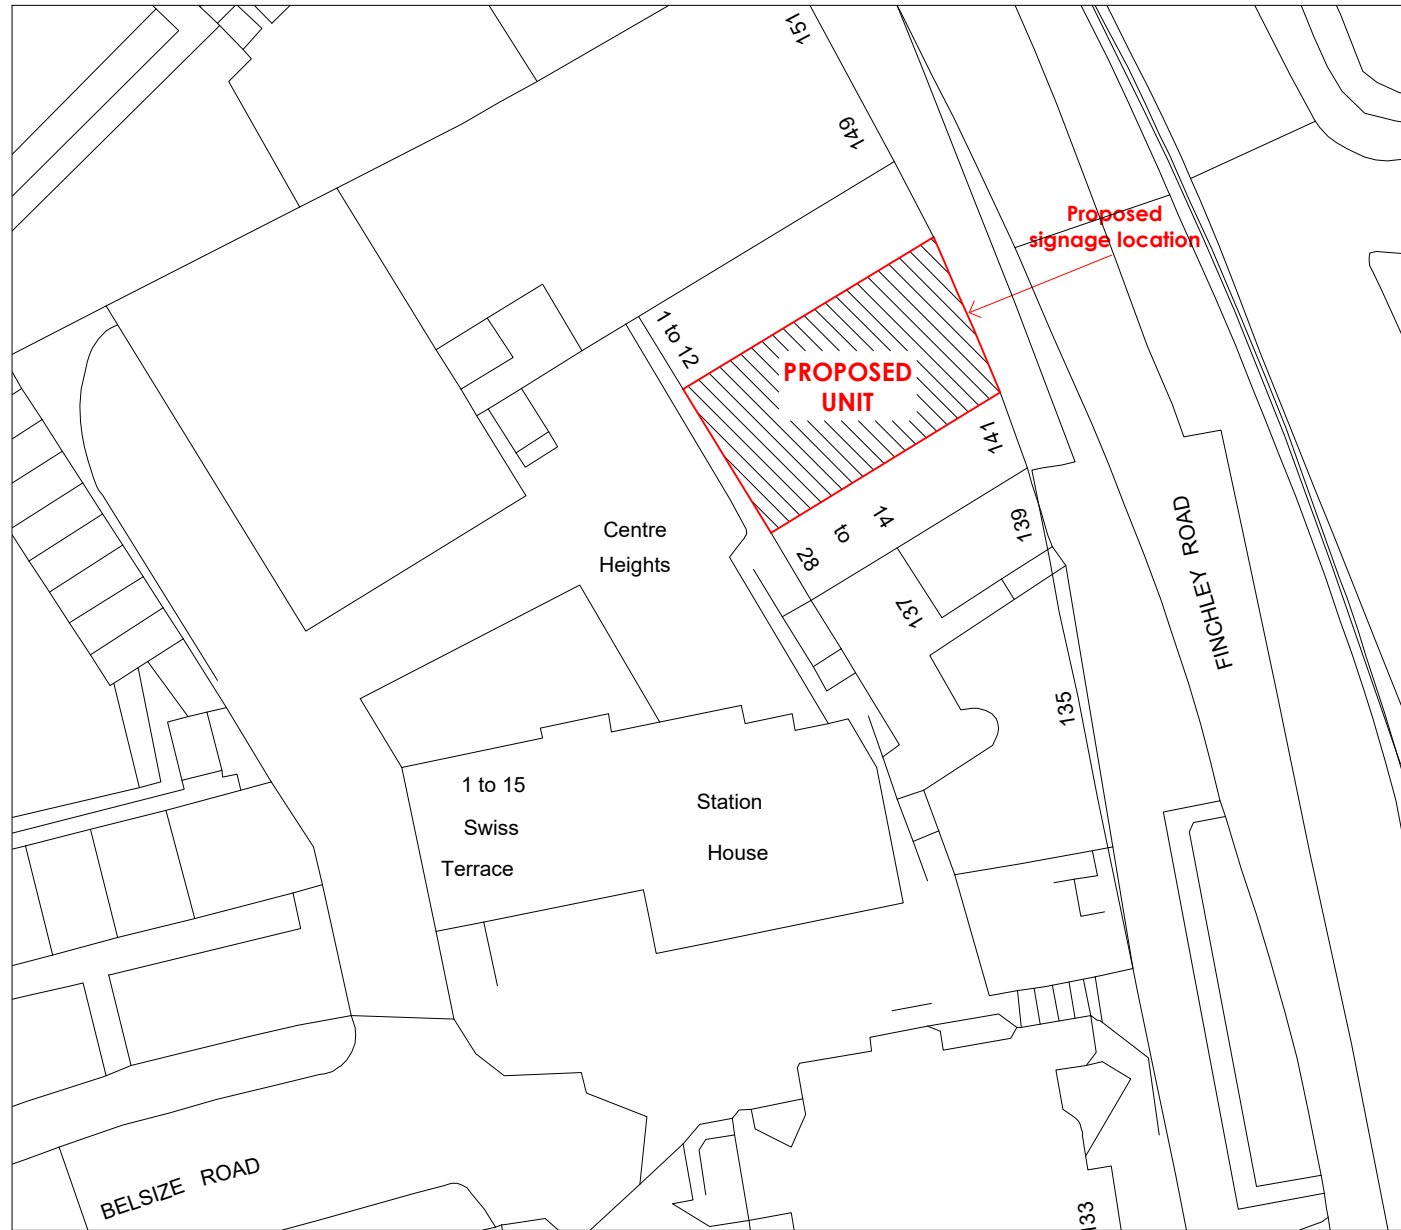 151
149
Proposed
signage location
1 to 12
PROPOSED
UNIT
141
14
to
28
139
137
Centre
Heights
FINCHLEY ROAD
135
1 to 15
Swiss
Terrace
Station
House
BELSIZE ROAD
133